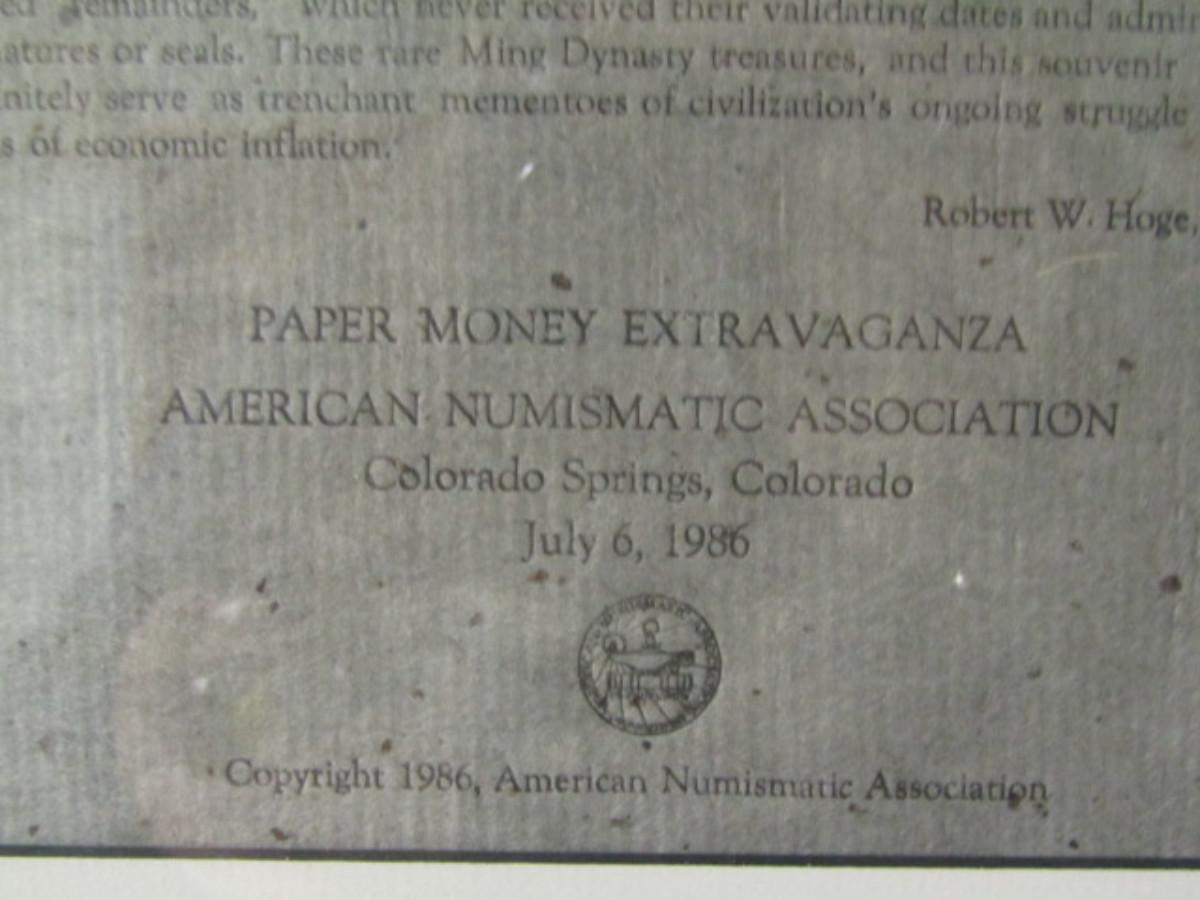 ed remainders," which never received their validating dates and admin
atures or seals. These rare Ming Dynasty treasures, and this souvenir
nitely serve as trenchant mementoes of civilization's ongoing struggle
s of economic inflation.
Robert W. Hoge,
PAPER MONEY EXTRAVAGANZA
AMERICAN NUMISMATIC ASSOCIATION
Colorado Springs, Colorado
July 6, 1986
Copyright 1986, American Numismatic Association